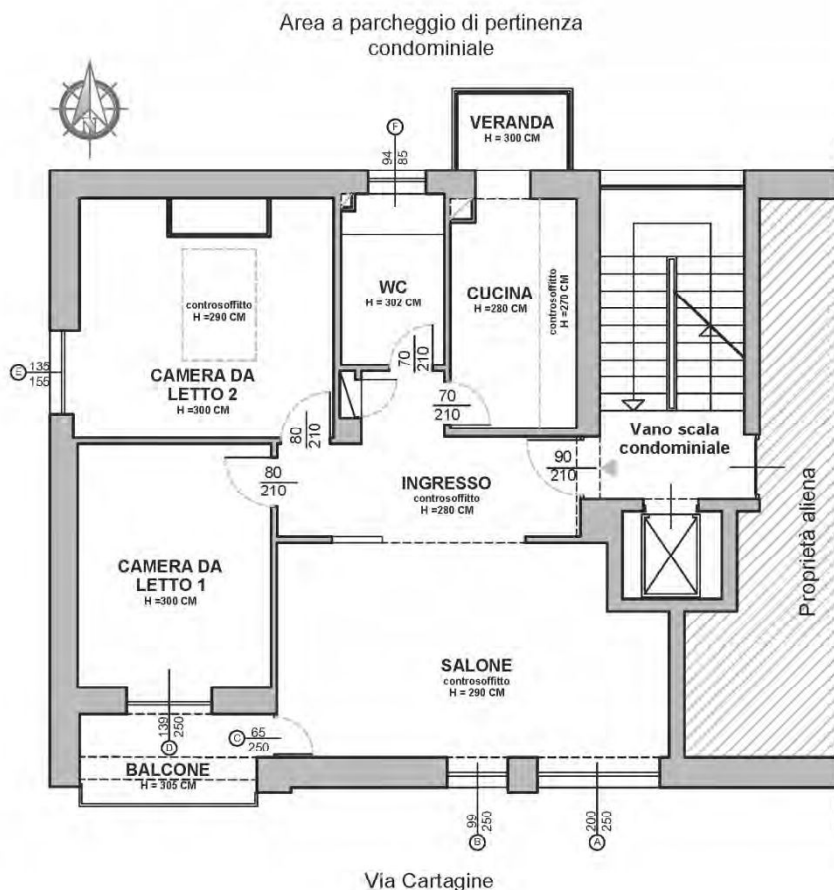 Area a parcheggio di pertinenza
condominiale
N
VERANDA
H = 300 CM
F
94
85
controsoffitto
H =290 CM
WC
H = 302 CM
CUCINA
H =280 CM
controsoffitto
H =270 CM
E
135
155
CAMERA DA
LETTO 2
H =300 CM
70
210
70
210
80
210
Vano scala
condominiale
80
210
INGRESSO
controsoffitto
H =280 CM
90
210
Proprietà aliena
CAMERA DA
LETTO 1
H =300 CM
SALONE
controsoffitto
H = 290 CM
139
250
D
C
65
250
BALCONE
H = 305 CM
99
250
B
200
250
A
Via Cartagine